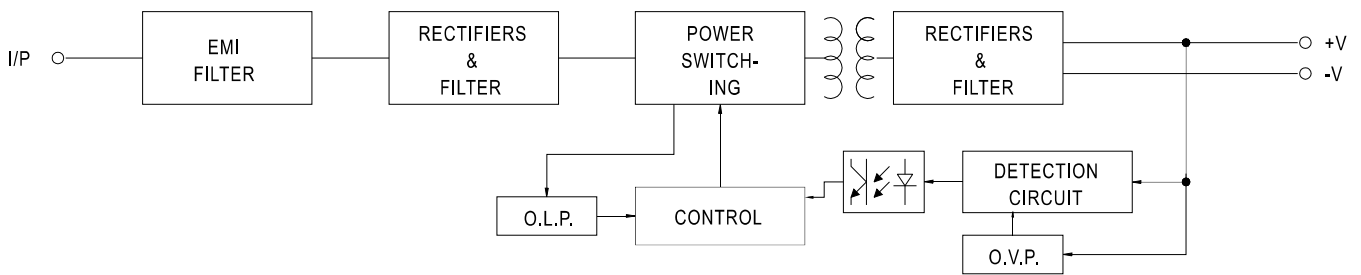 I/P
EMI
FILTER
RECTIFIERS
&
FILTER
POWER
SWITCH-
ING
RECTIFIERS
&
FILTER
+V
-V
O.L.P.
CONTROL
DETECTION
CIRCUIT
O.V.P.